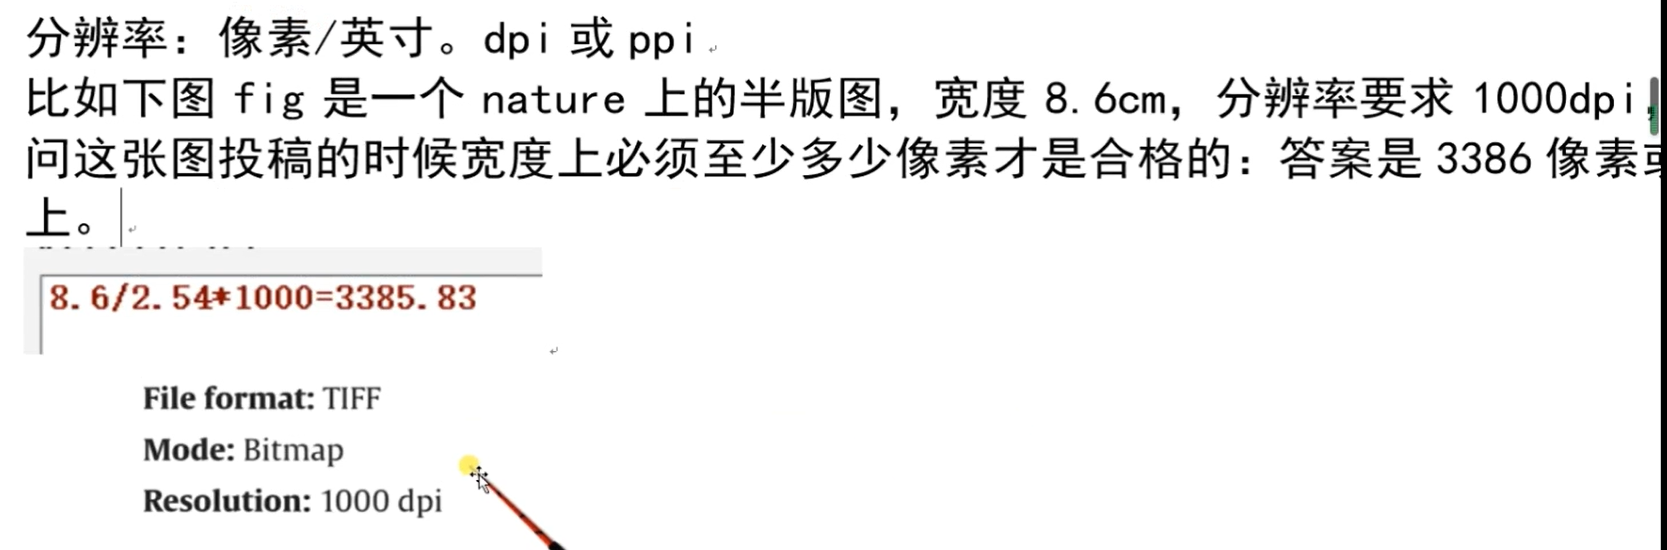 分辨率：像素/英寸。dpi 或 ppi
比如下图 fig 是一个 nature 上的半版图，宽度 8.6cm，分辨率要求 1000dpi，
问这张图投稿的时候宽度上必须至少多少像素才是合格的：答案是 3386 像素
上。
8.6/2.54*1000=3385.83
File format: TIFF
Mode: Bitmap
Resolution: 1000 dpi